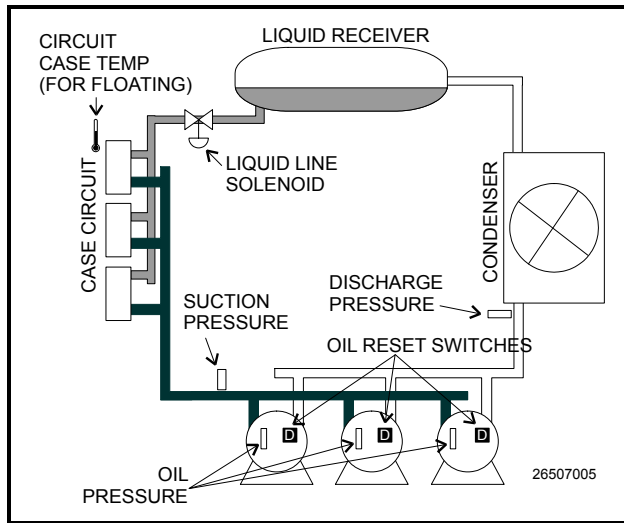 CIRCUIT
CASE TEMP
(FOR FLOATING)
LIQUID RECEIVER
LIQUID LINE
SOLENOID
CASE CIRCUIT
CONDENSER
DISCHARGE
PRESSURE
SUCTION
PRESSURE
OIL RESET SWITCHES
D
D
D
OIL
PRESSURE
26507005